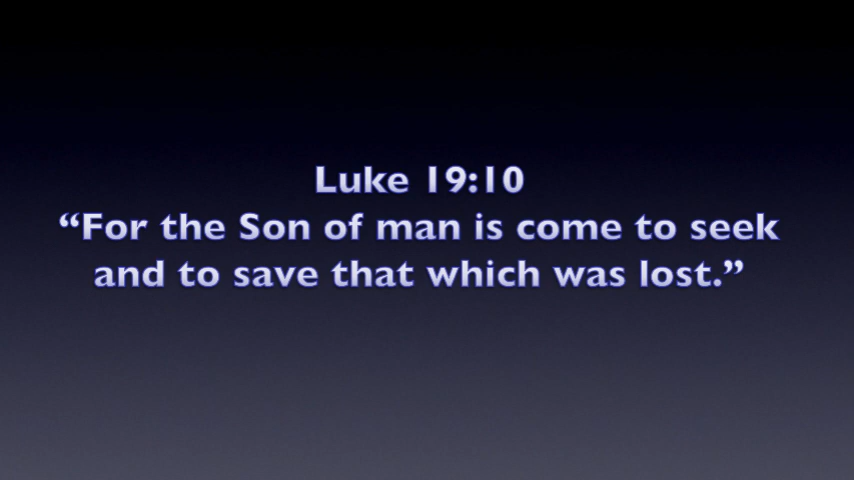 Luke 19:10
“For the Son of man is come to seek
and to save that which was lost.”